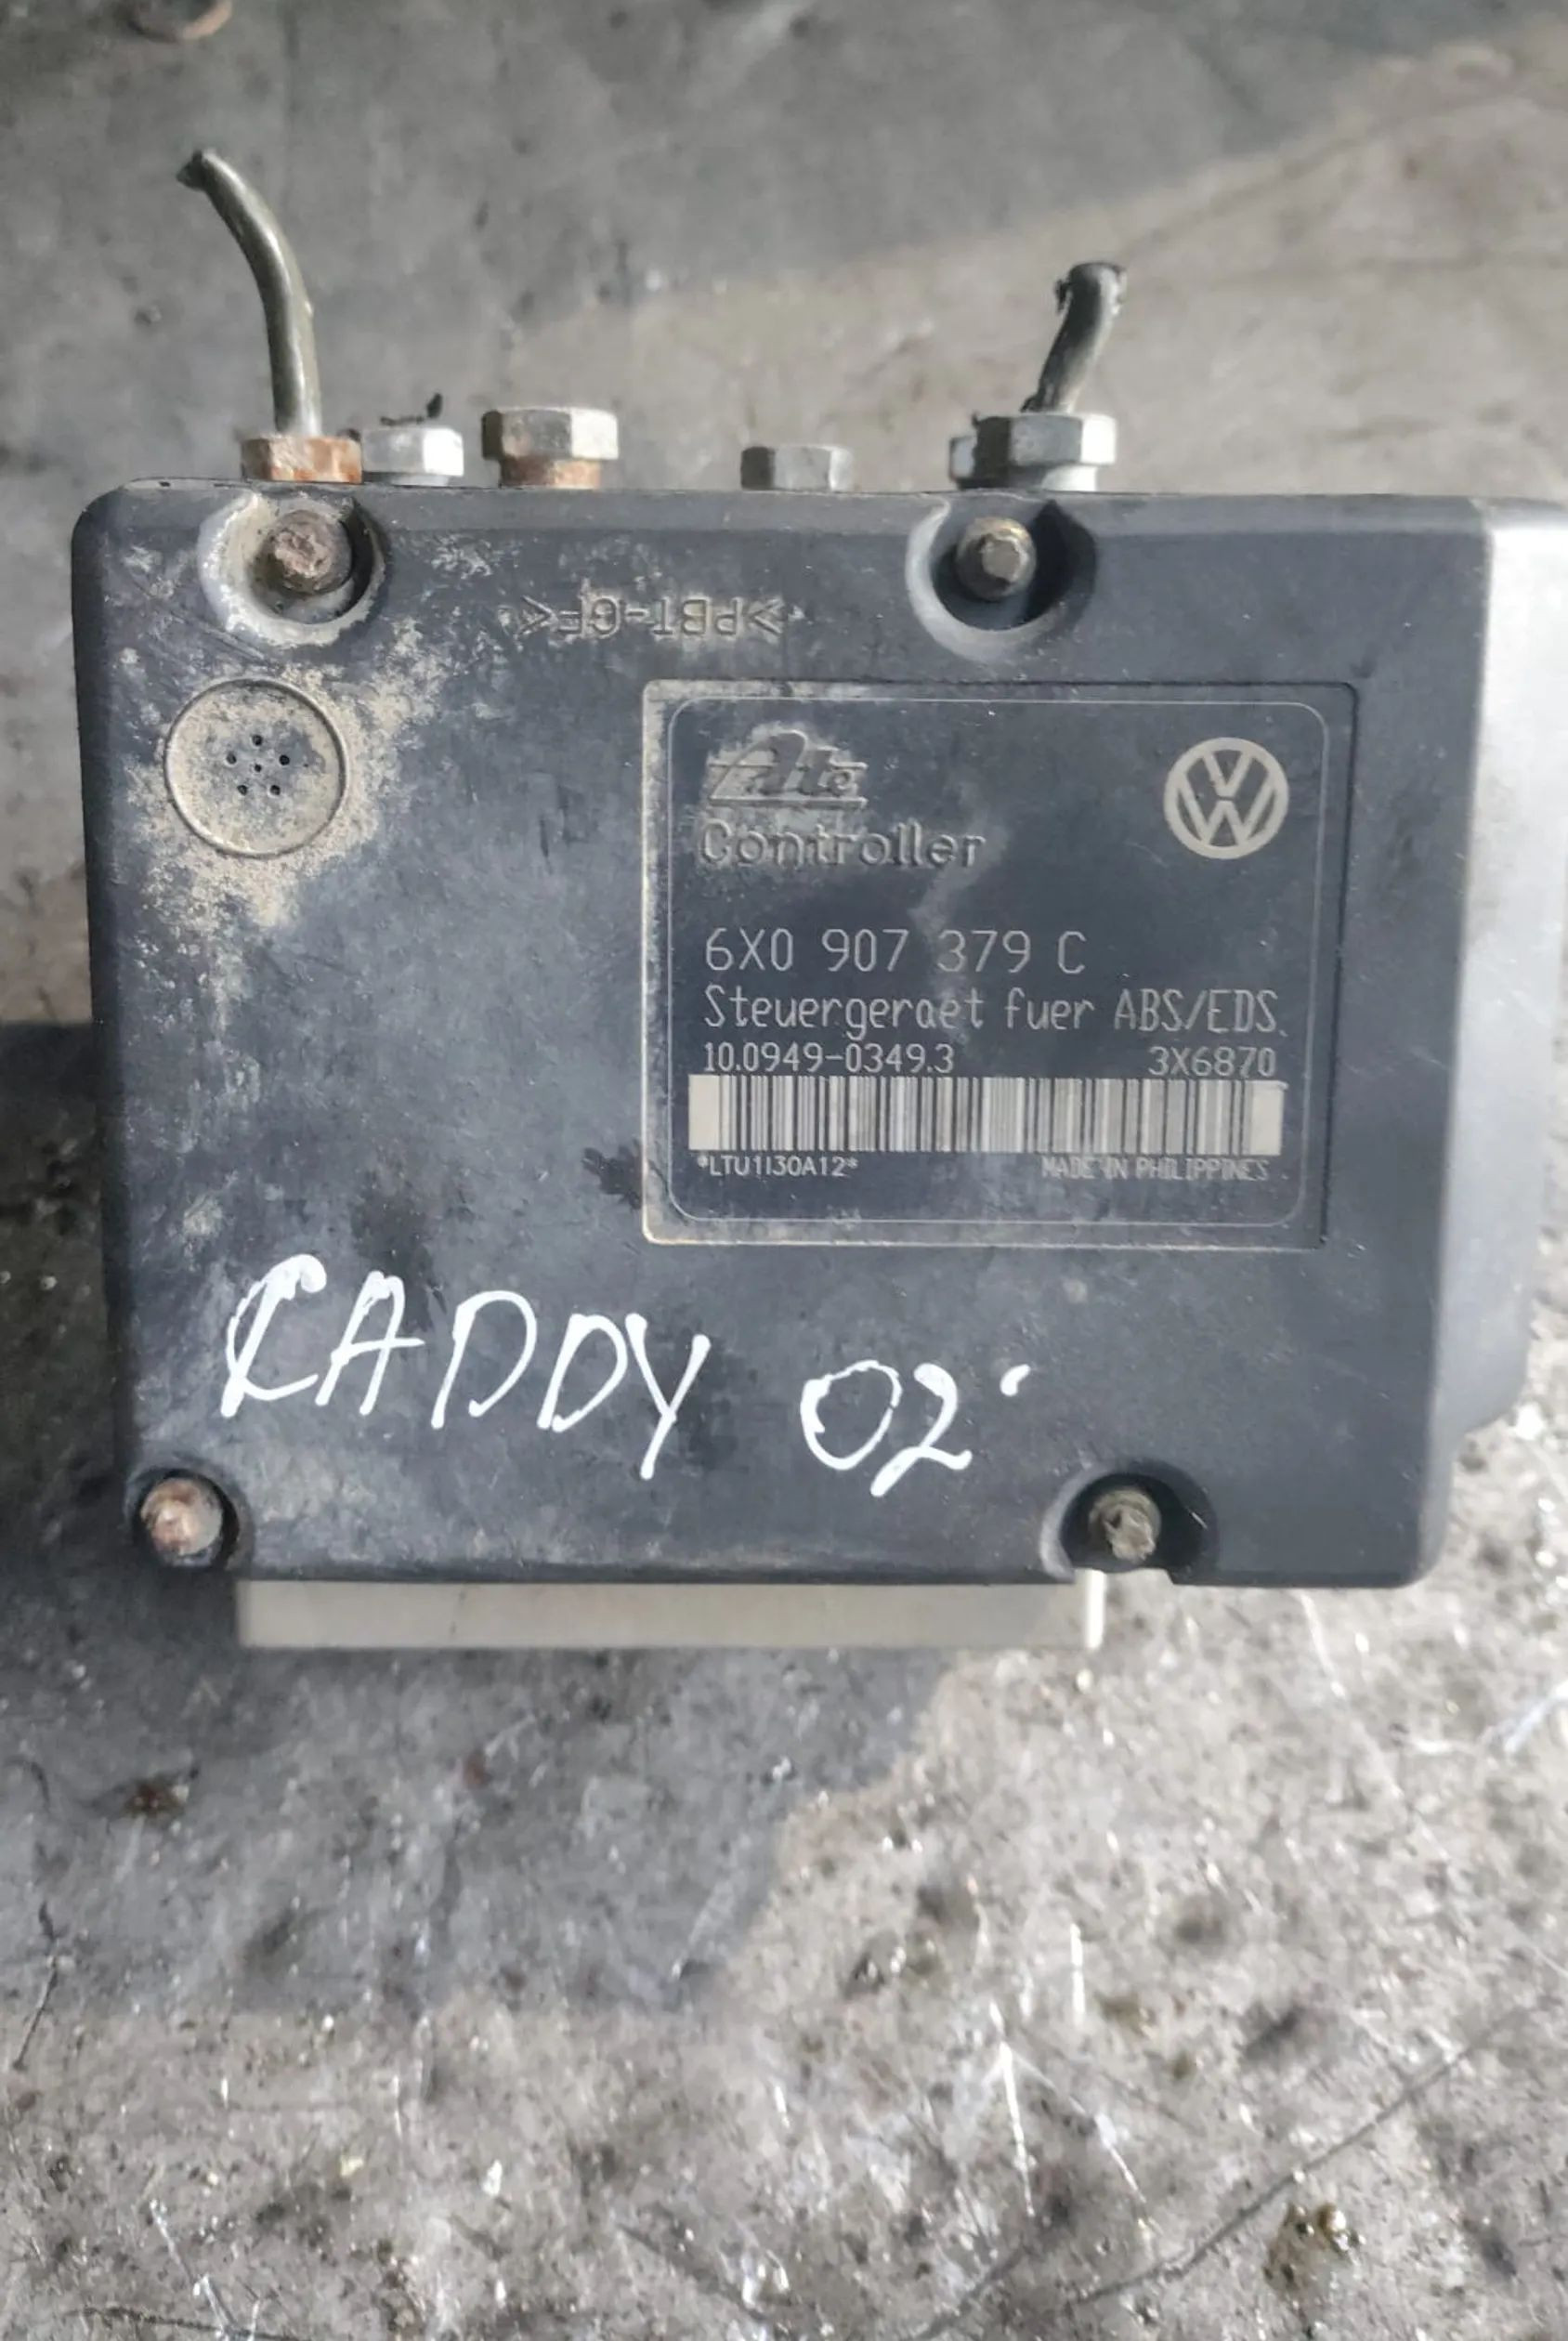 >PBT-GF<
Ate
Controller
6X0 907 379 C
Steuergeraet fuer ABS/EDS
10.0949-0349.3 3X6870
*LTU1I30A12*
MADE IN PHILIPPINES
CADDY 02'